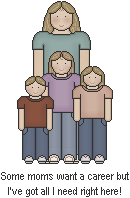 Some moms want a career but
I've got all I need right here!